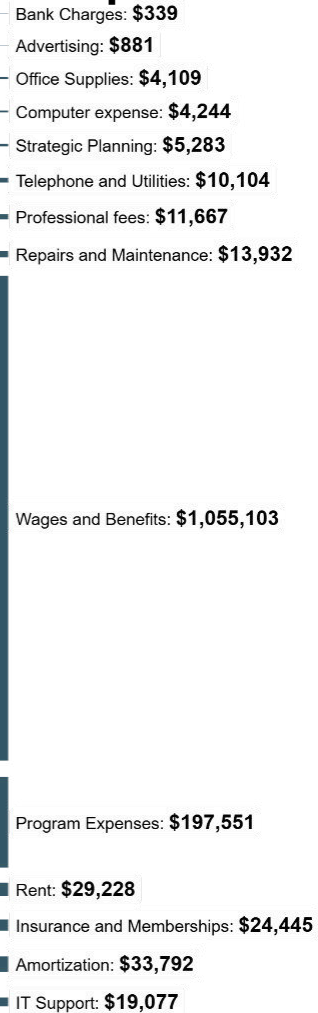 Bank Charges: $339
Advertising: $881
Office Supplies: $4,109
Computer expense: $4,244
Strategic Planning: $5,283
Telephone and Utilities: $10,104
Professional fees: $11,667
Repairs and Maintenance: $13,932
Wages and Benefits: $1,055,103
Program Expenses: $197,551
Rent: $29,228
Insurance and Memberships: $24,445
Amortization: $33,792
IT Support: $19,077